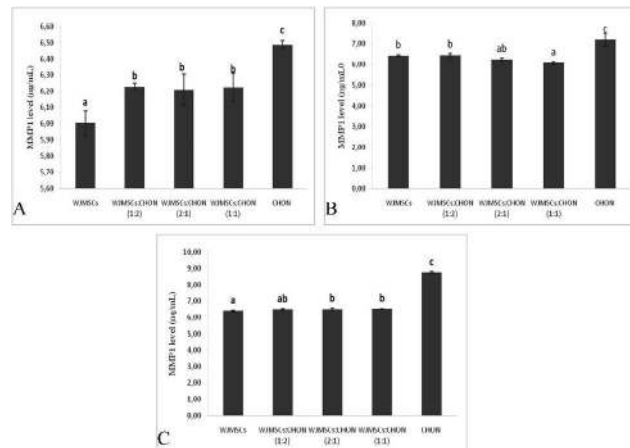 6,60
6,50
6,40
6,30
6,20
6,10
6,00
5,90
5,80
5,70
5,60
MMP1 level (ng/mL)
a
b
b
b
c
WJMSCs
WJMSCs:CHON
(1:2)
WJMSCs:CHON
(2:1)
WJMSCs:CHON
(1:1)
CHON
A
8,00
7,00
6,00
5,00
4,00
3,00
2,00
1,00
0,00
MMP1 level (ng/mL0
b
b
ab
a
c
WJMSCs
WJMSCs:CHON
(1:2)
WJMSCs:CHON
(2:1)
WJMSCs:CHON
(1:1)
CHON
B
10,00
9,00
8,00
7,00
6,00
5,00
4,00
3,00
2,00
1,00
0,00
MMP1 level (ng/mL)
a
ab
b
b
c
WJMSCs
WJMSCs:CHON
(1:2)
WJMSCs:CHON
(2:1)
WJMSCs:CHON
(1:1)
CHON
C